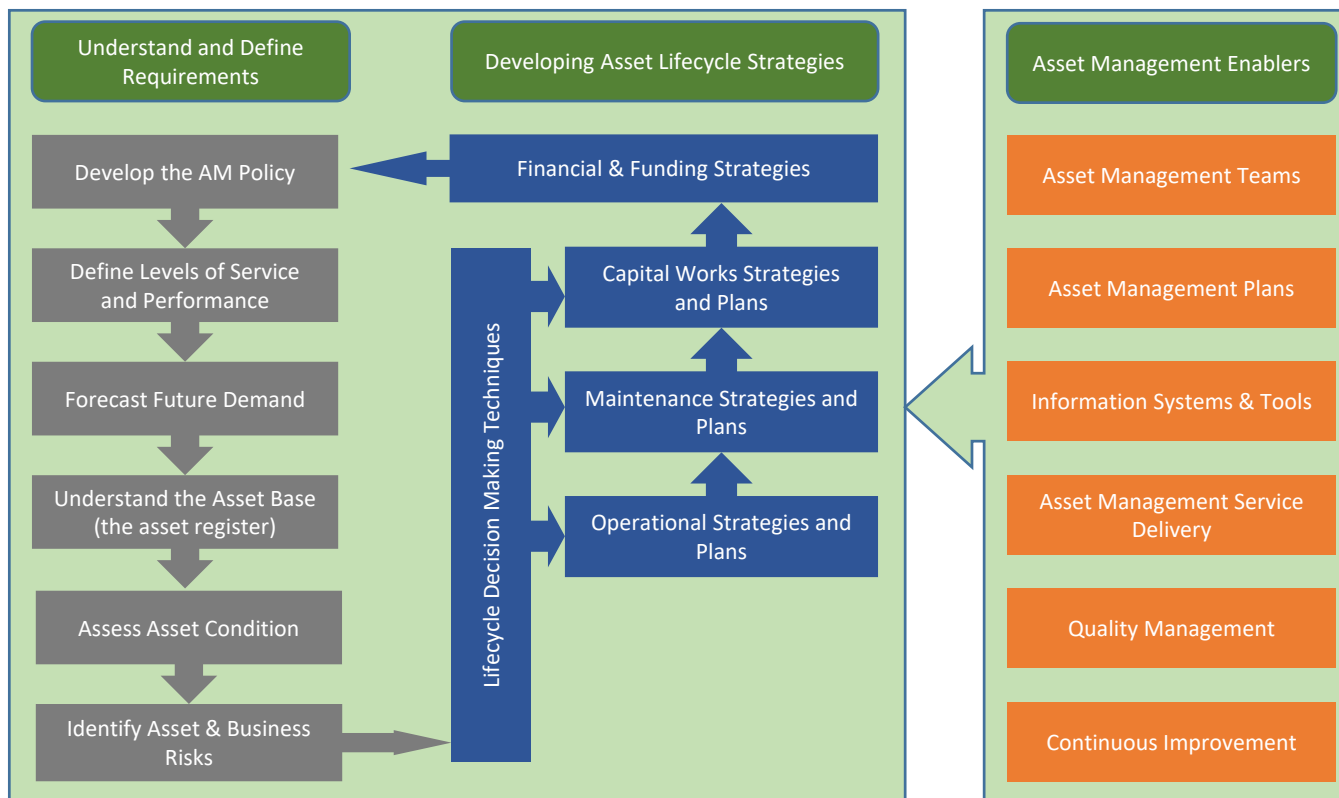 Understand and Define
Requirements
Developing Asset Lifecycle Strategies
Asset Management Enablers
Develop the AM Policy
Define Levels of Service
and Performance
Forecast Future Demand
Understand the Asset Base
(the asset register)
Assess Asset Condition
Identify Asset & Business
Risks
Lifecycle Decision Making Techniques
Financial & Funding Strategies
Capital Works Strategies
and Plans
Maintenance Strategies and
Plans
Operational Strategies and
Plans
Asset Management Teams
Asset Management Plans
Information Systems & Tools
Asset Management Service
Delivery
Quality Management
Continuous Improvement